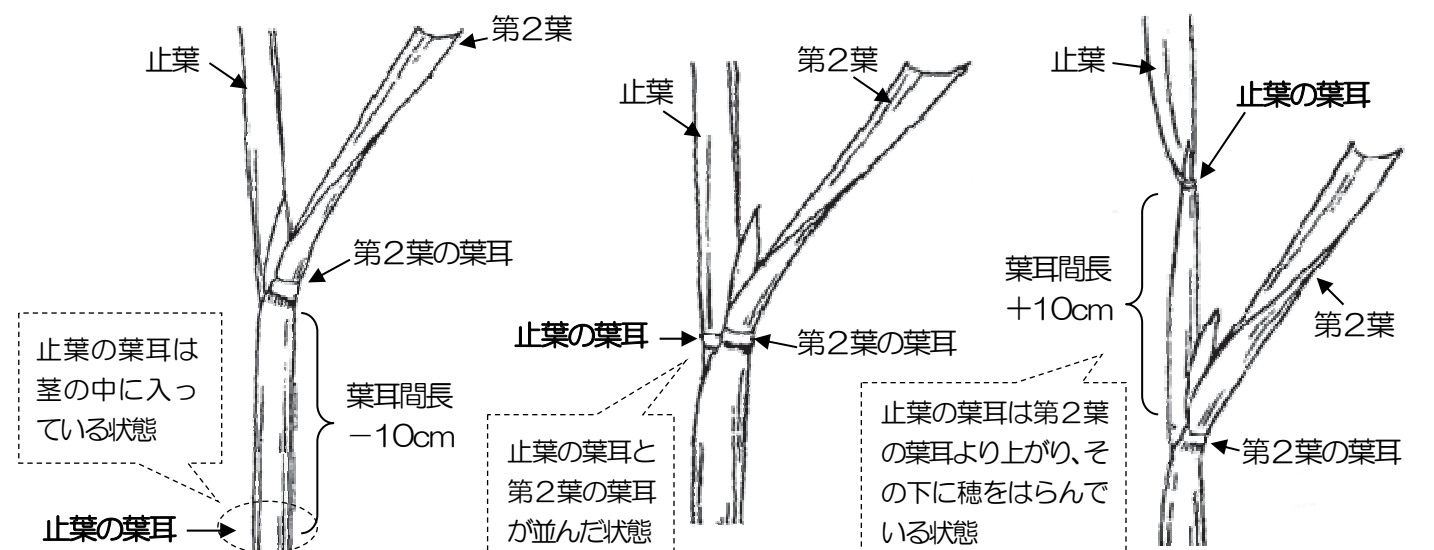 止葉
第2葉
第2葉の葉耳
止葉の葉耳は
茎の中に入っ
ている状態
葉耳間長
－10cm
止葉の葉耳
止葉
第2葉
止葉の葉耳
第2葉の葉耳
止葉の葉耳と
第2葉の葉耳
が並んだ状態
止葉
止葉の葉耳
葉耳間長
＋10cm
第2葉
止葉の葉耳は第2葉
の葉耳より上がり、そ
の下に穂をはらんで
いる状態
第2葉の葉耳